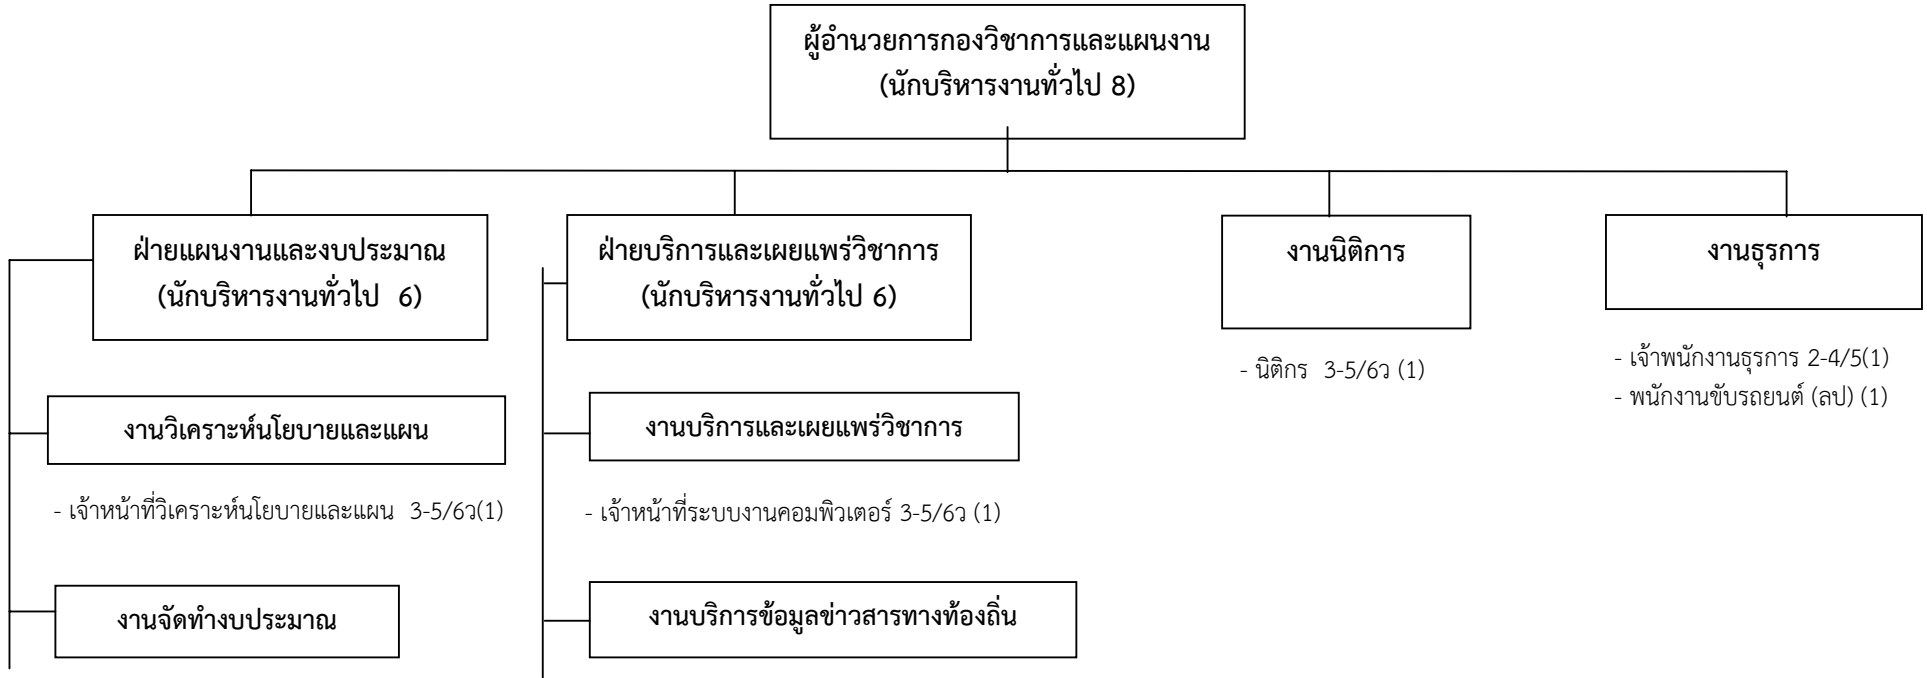 ผู้อำนวยการกองวิชาการและแผนงาน
(นักบริหารงานทั่วไป 8)
ฝ่ายแผนงานและงบประมาณ
(นักบริหารงานทั่วไป 6)
ฝ่ายบริการและเผยแพร่วิชาการ
(นักบริหารงานทั่วไป 6)
งานนิติการ
งานธุรการ
- นิติกร 3-5/6ว (1)
- เจ้าพนักงานธุรการ 2-4/5(1)
- พนักงานขับรถยนต์ (ลป) (1)
งานวิเคราะห์นโยบายและแผน
งานบริการและเผยแพร่วิชาการ
- เจ้าหน้าที่วิเคราะห์นโยบายและแผน 3-5/6ว(1)
- เจ้าหน้าที่ระบบงานคอมพิวเตอร์ 3-5/6ว (1)
งานจัดทำงบประมาณ
งานบริการข้อมูลข่าวสารทางท้องถิ่น